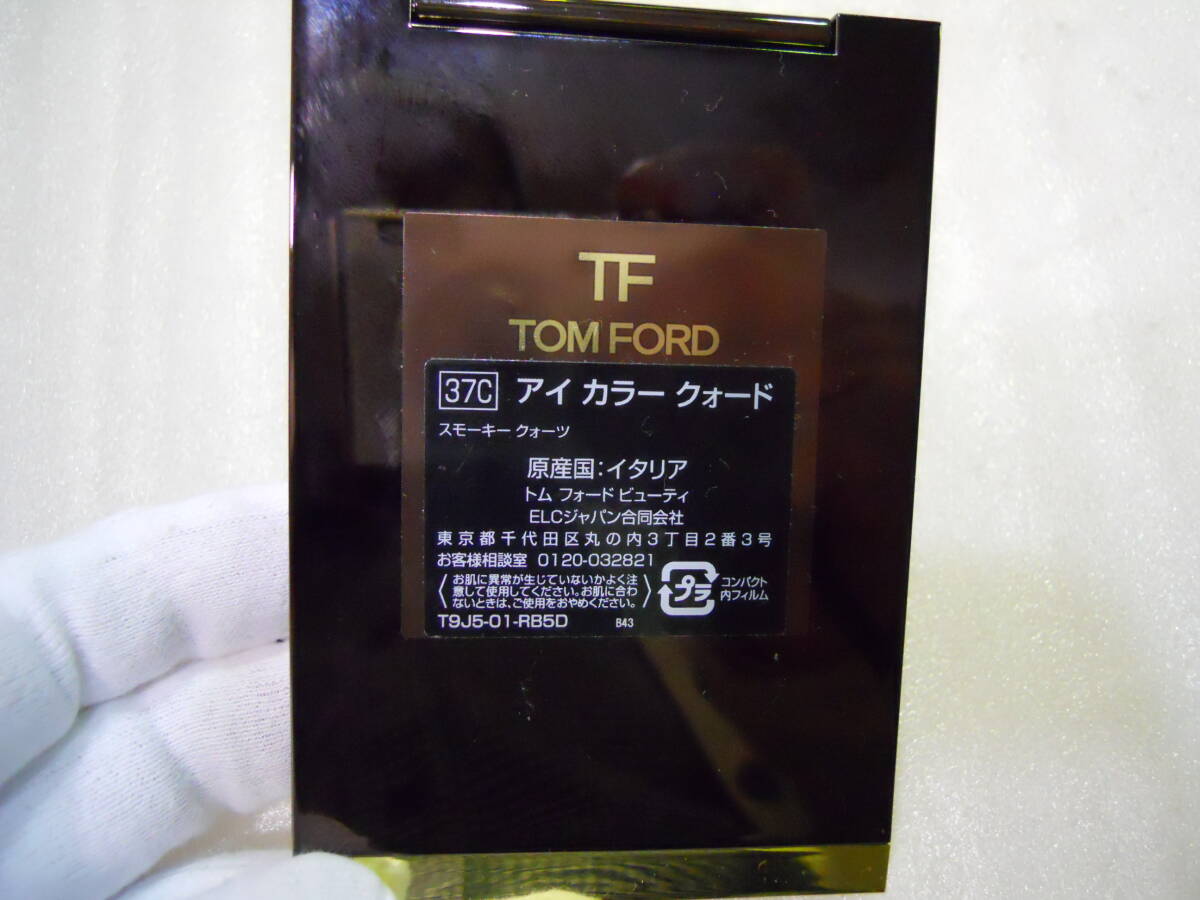 TF
TOM FORD
37C アイ カラー クォード
スモーキー クォーツ
原産国:イタリア
トム フォード ビューティ
ELCジャパン合同会社
東京都千代田区丸の内3丁目2番3号
お客様相談室 0120-032821
お肌に異常が生じていないかよく注
意して使用してください。お肌に合わ
ないときは、ご使用をおやめください。
プラ
コンパクト
内フィルム
T9J5-01-RB5D B43